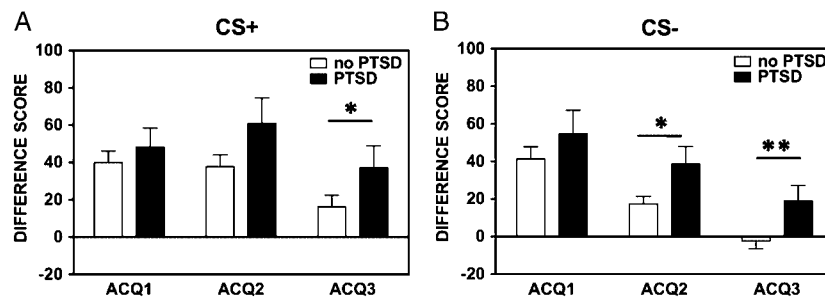 A
CS+
100
80
60
40
20
0
-20
DIFFERENCE SCORE
no PTSD
PTSD
*
ACQ1 ACQ2 ACQ3
B
CS-
100
80
60
40
20
0
-20
DIFFERENCE SCORE
no PTSD
PTSD
*
**
ACQ1 ACQ2 ACQ3